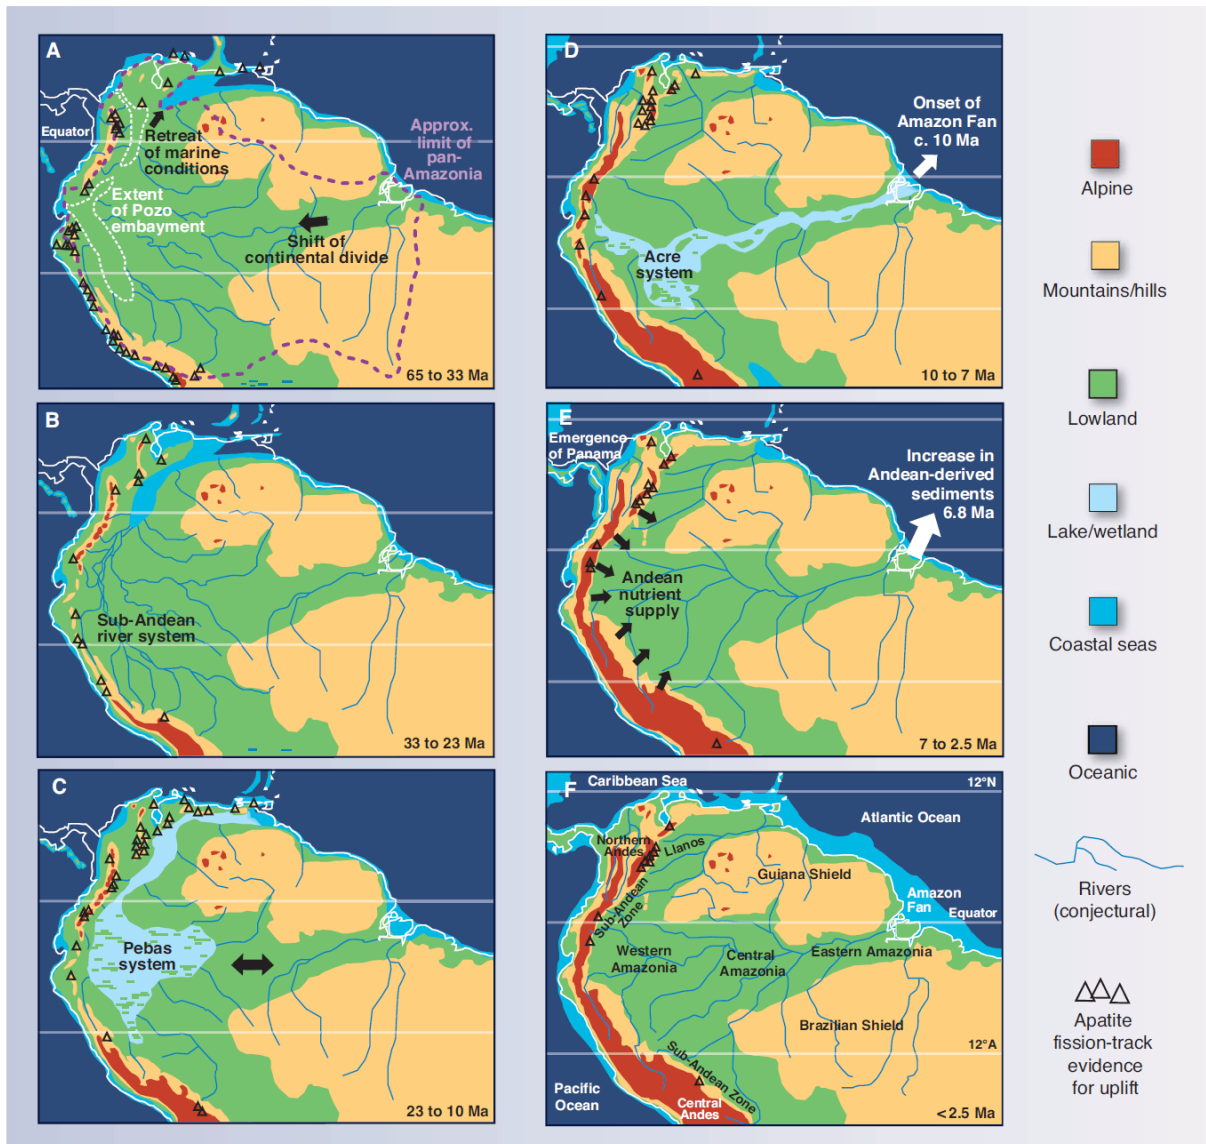 A
Equator
Retreat
of marine
conditions
Approx.
limit of
pan-
Amazonia
Extent
of Pozo
embayment
Shift of
continental divide
65 to 33 Ma
B
Sub-Andean
river system
33 to 23 Ma
C
Pebas
system
23 to 10 Ma
D
Onset of
Amazon Fan
c. 10 Ma
Acre
system
10 to 7 Ma
E
Emergence
of Panama
Increase in
Andean-derived
sediments
6.8 Ma
Andean
nutrient
supply
7 to 2.5 Ma
F
Caribbean Sea
12°N
Atlantic Ocean
Northern
Andes
Llanos
Guiana Shield
Amazon
Fan
Equator
Sub-Andean
Zone
Western
Amazonia
Central
Amazonia
Eastern Amazonia
Brazilian Shield
12°A
Sub-Andean Zone
Pacific
Ocean
Central
Andes
<2.5 Ma
Alpine
Mountains/hills
Lowland
Lake/wetland
Coastal seas
Oceanic
Rivers
(conjectural)
Apatite
fission-track
evidence
for uplift